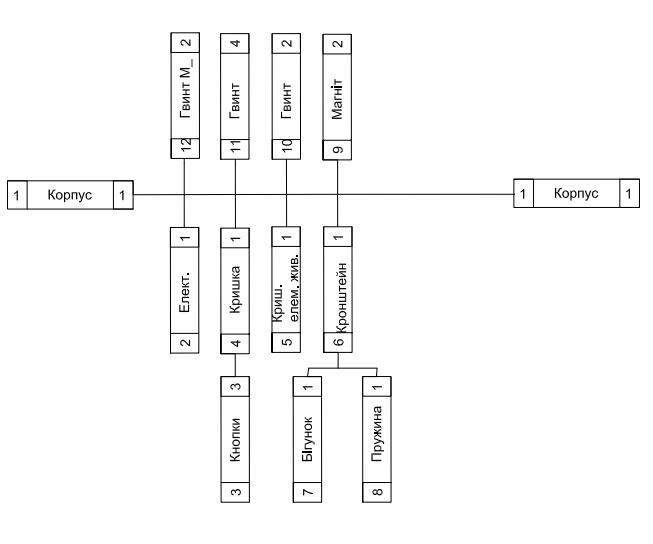 2 4 2 2
Гвинт М_ Гвинт Гвинт Магніт
12 11 10 9
1 Корпус 1 1 Корпус 1
1 1 1 1
Елект. Кришка Криш. елем. жив. Кронштейн
2 4 5 6
3 1 1
Кнопки Бігунок Пружина
3 7 8